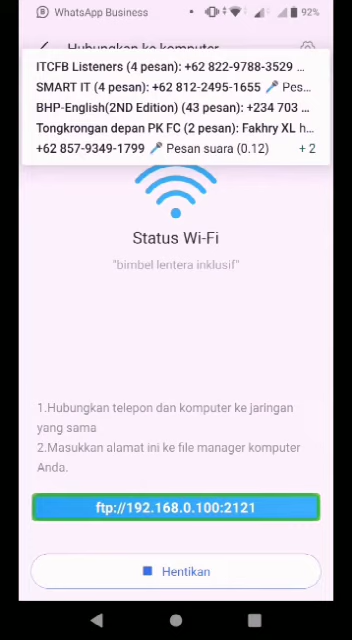 WhatsApp Business
92%
Hubungkan ke komputer
ITCFB Listeners (4 pesan): +62 822-9788-3529 ...
SMART IT (4 pesan): +62 812-2495-1655 🎤 Pes...
BHP-English(2ND Edition) (43 pesan): +234 703 ...
Tongkrongan depan PK FC (2 pesan): Fakhry XL h...
+62 857-9349-1799 🎤 Pesan suara (0.12) + 2
Status Wi-Fi
"bimbel lentera inklusif"
1.Hubungkan telepon dan komputer ke jaringan
yang sama
2.Masukkan alamat ini ke file manager komputer
Anda.
ftp://192.168.0.100:2121
Hentikan